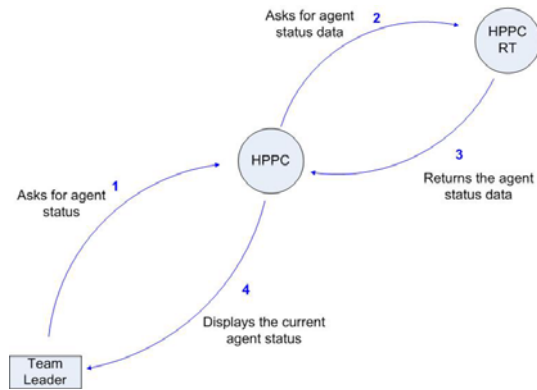 Asks for agent
status data
2
HPPC
RT
HPPC
3
Returns the agent
status data
1
Asks for agent
status
4
Displays the current
agent status
Team
Leader